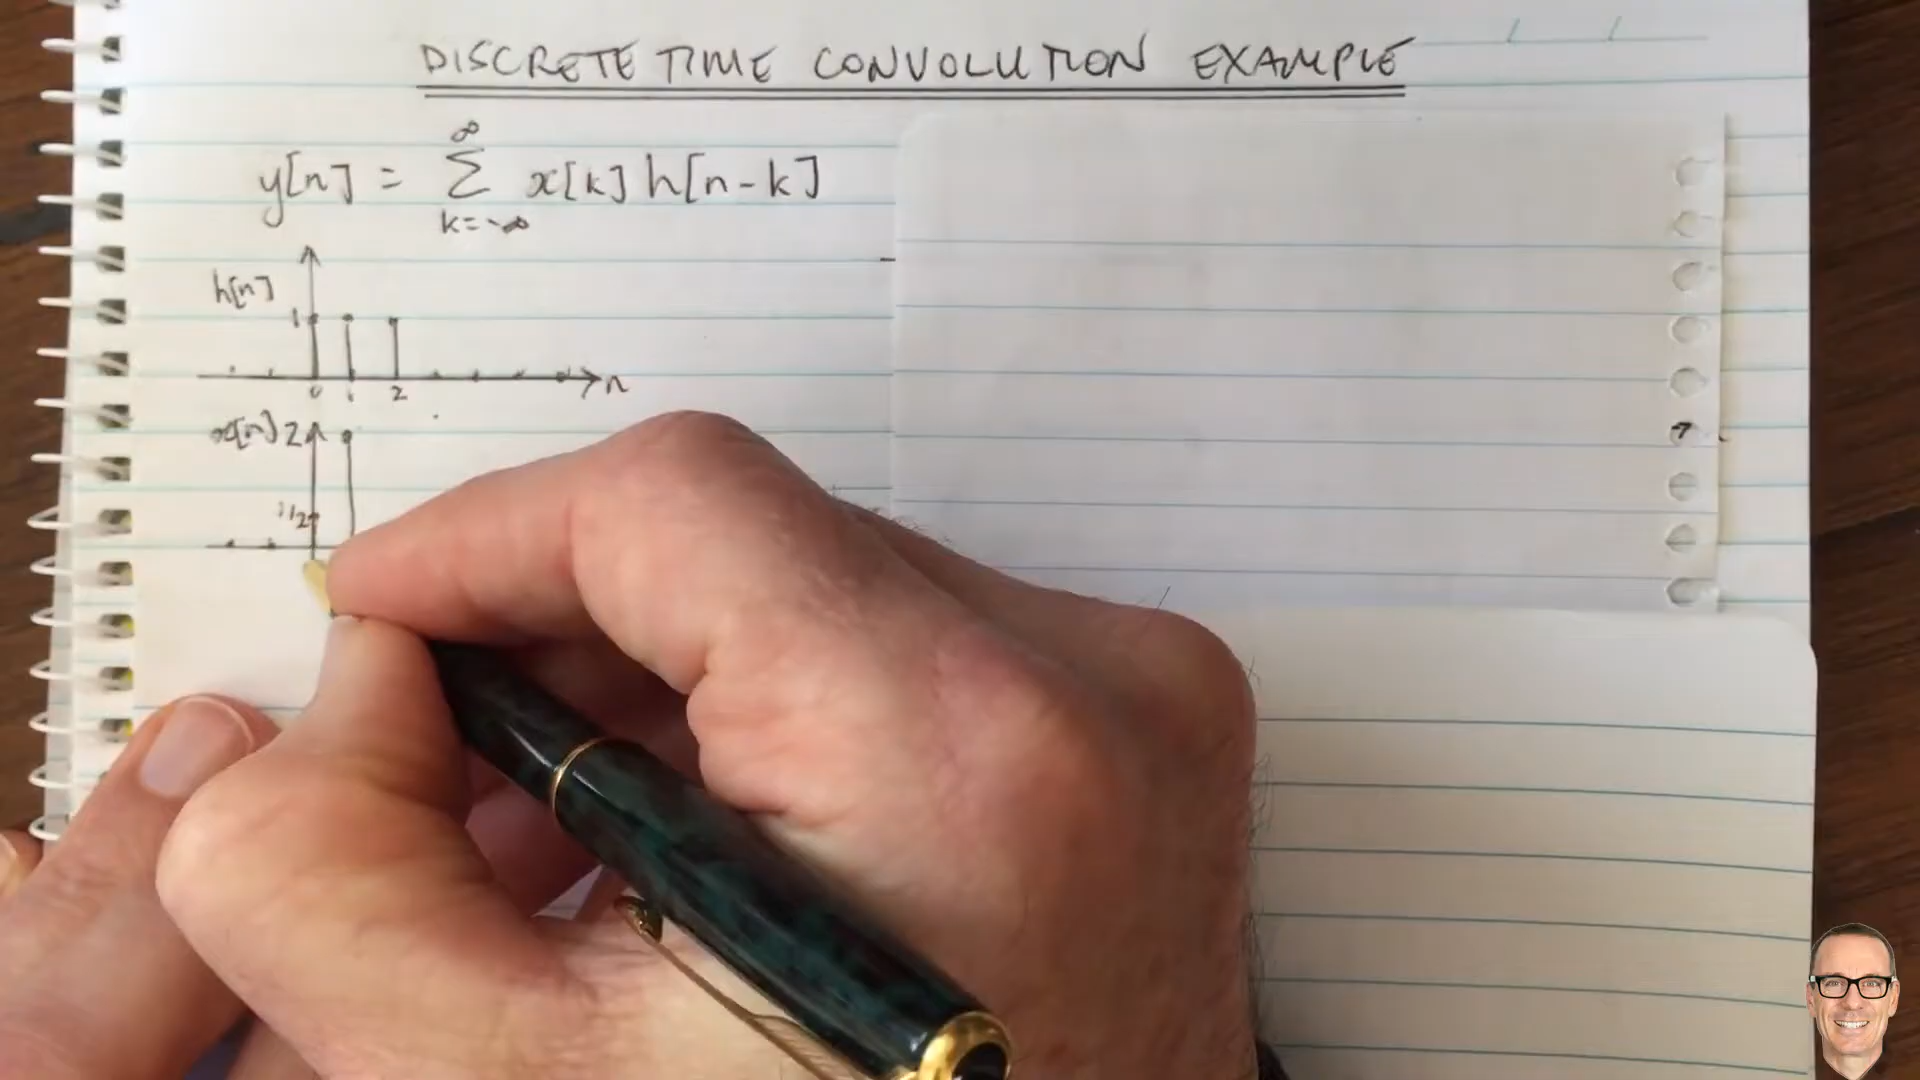 DISCRETE TIME CONVOLUTION EXAMPLE
∞
y[n] = Σ x[k] h[n-k]
k=-∞
h[n]
1
n
0 1 2
x[n] 2
1/2